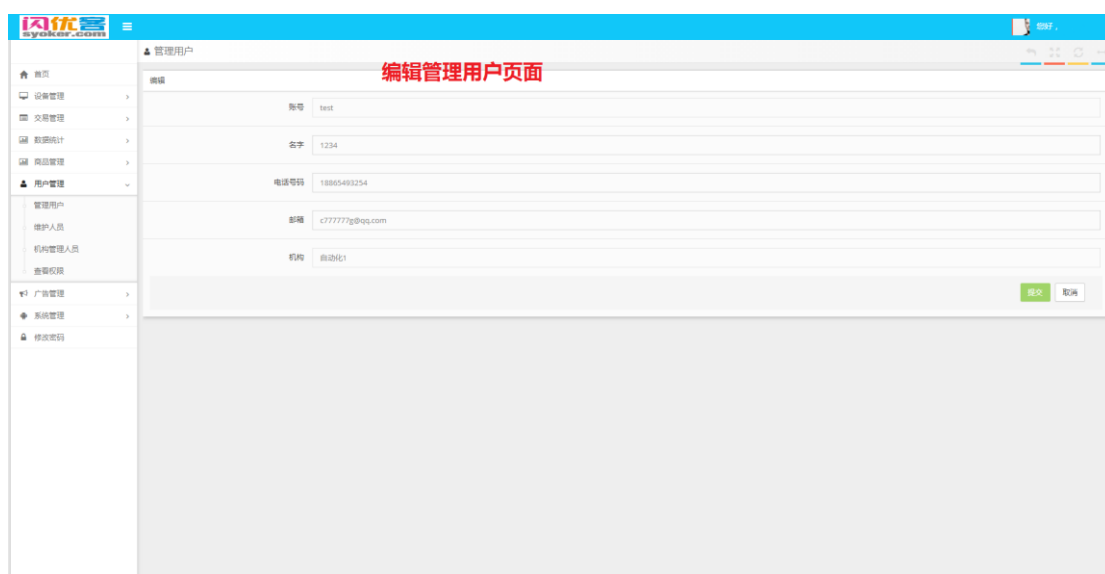 闪优客
syoker.com
您好，
管理用户
编辑管理用户页面
首页
设备管理
交易管理
数据统计
商品管理
用户管理
管理用户
维护人员
机构管理人员
查看权限
广告管理
系统管理
修改密码
编辑
账号 test
名字 1234
电话号码 18865493254
邮箱 c777777g@qq.com
机构 自动化1
提交 取消